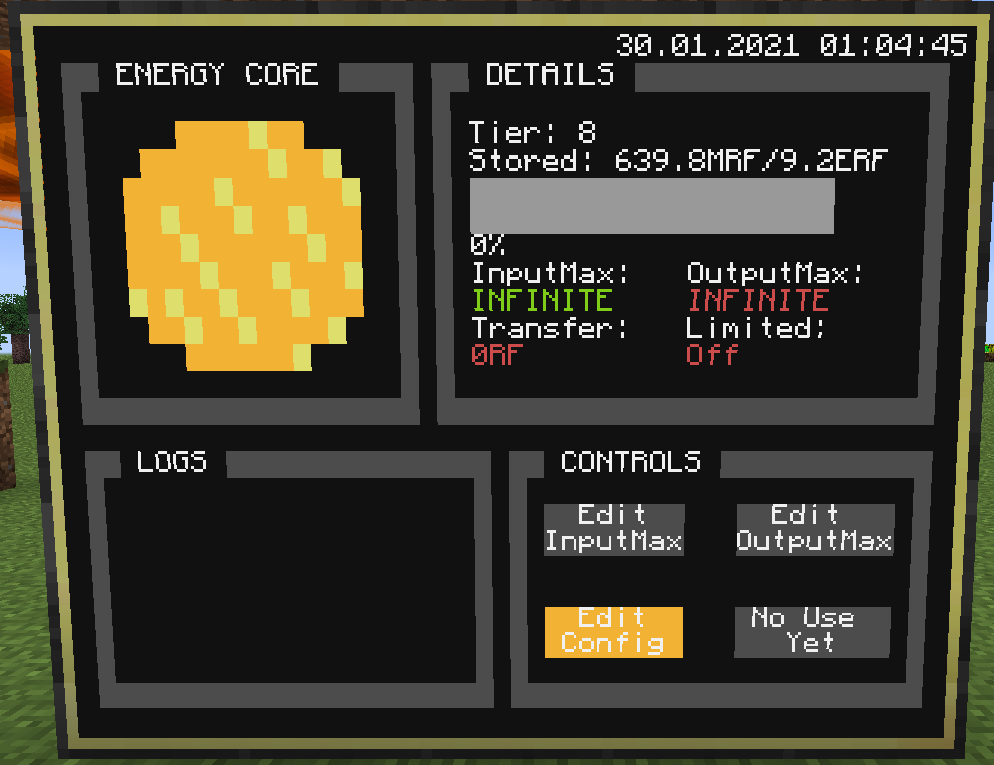 30.01.2021 01:04:45
ENERGY CORE
DETAILS
Tier: 8
Stored: 639.8MRF/9.2ERF
0%
InputMax: OutputMax:
INFINITE INFINITE
Transfer: Limited:
0RF Off
LOGS
CONTROLS
Edit
InputMax
Edit
OutputMax
Edit
Config
No Use
Yet